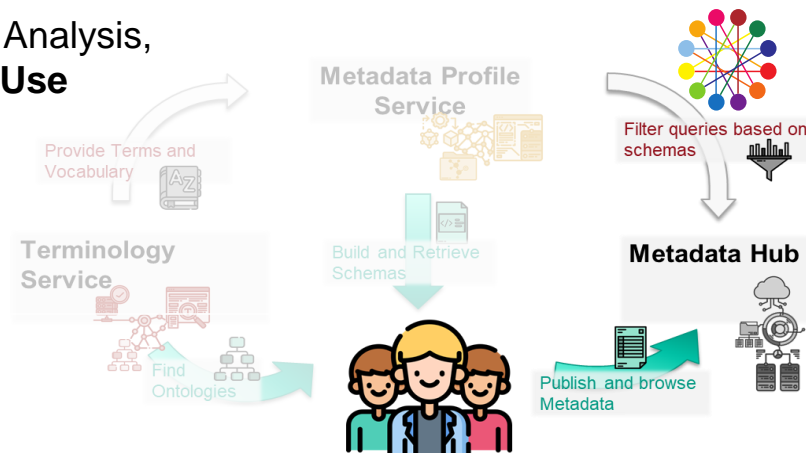 Analysis,
Use
Metadata Profile
Service
Provide Terms and
Vocabulary
A-Z
Filter queries based on
schemas
Terminology
Service
Build and Retrieve
Schemas
Metadata Hub
Find
Ontologies
Publish and browse
Metadata